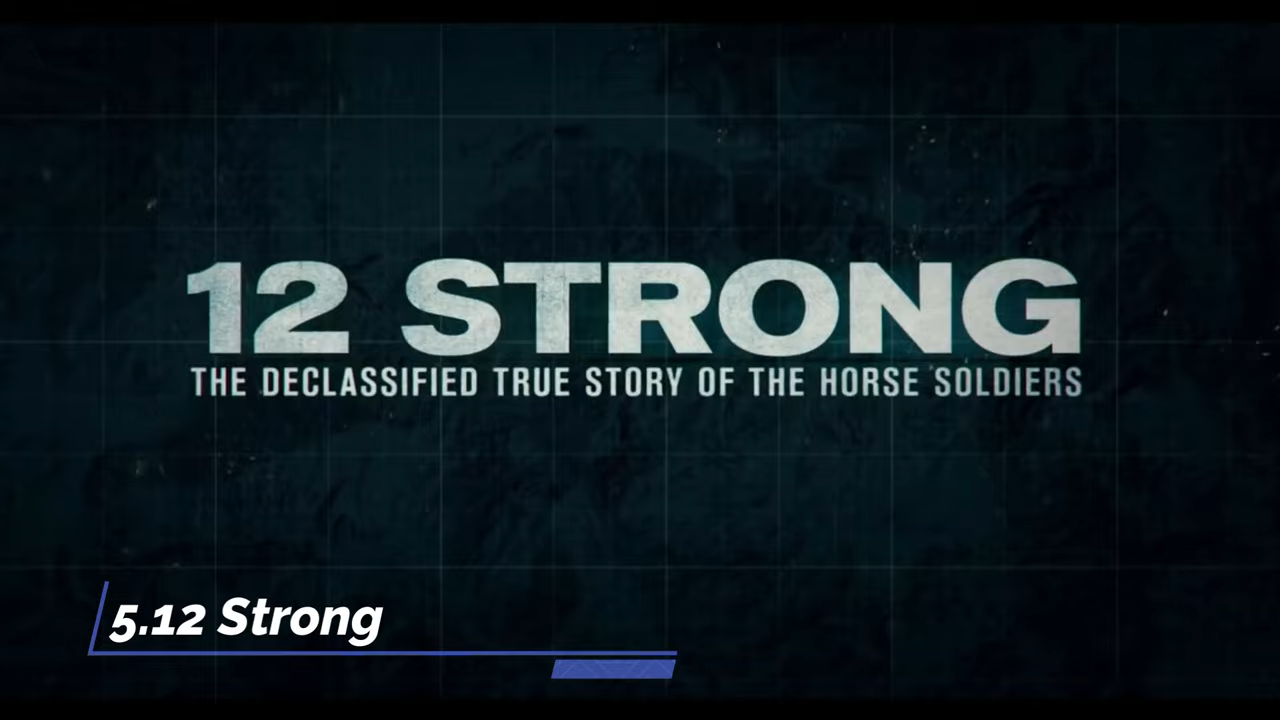 12 STRONG
THE DECLASSIFIED TRUE STORY OF THE HORSE SOLDIERS
5.12 Strong